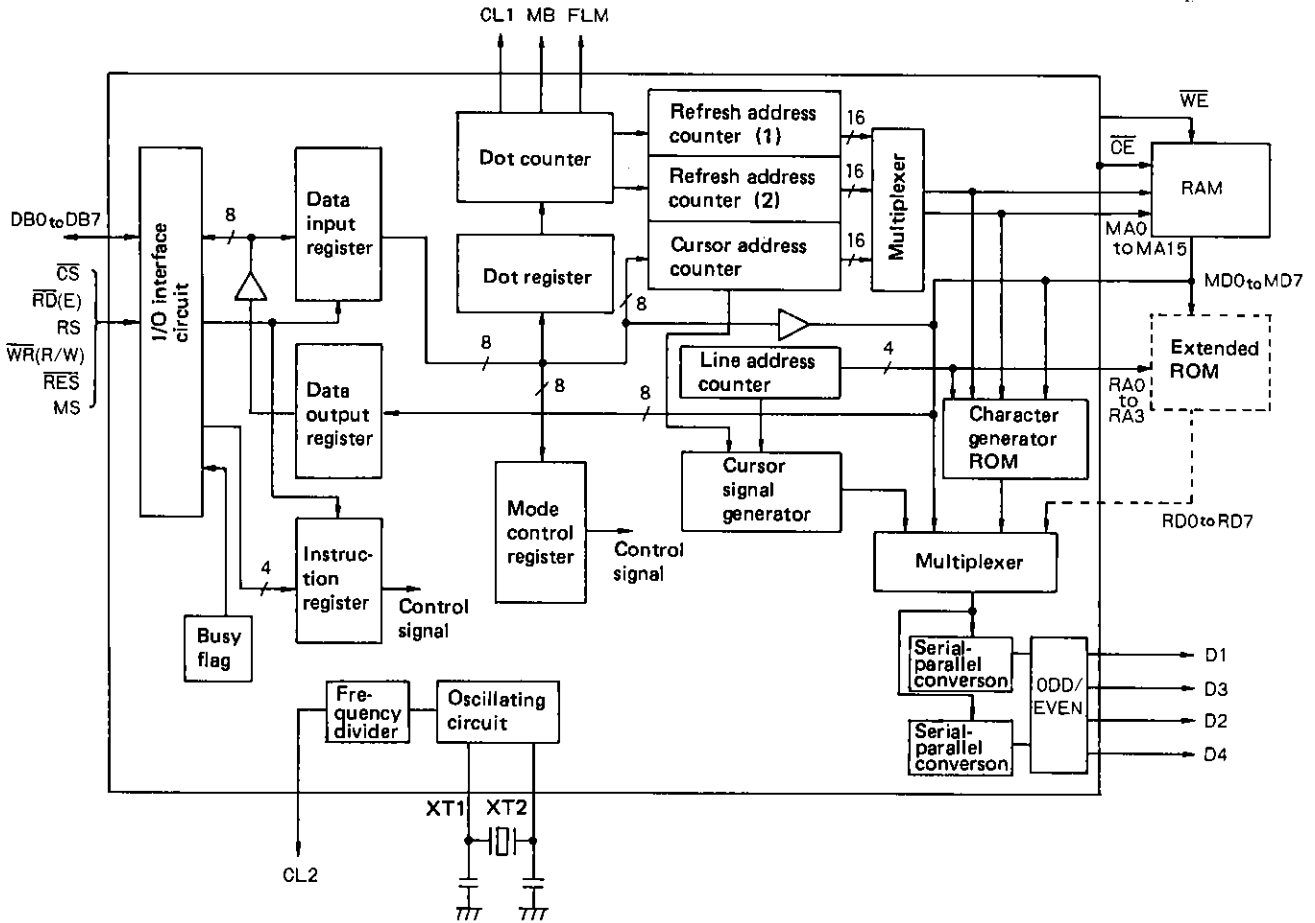 CL1 MB FLM
Dot counter
Refresh address
counter (1)
16
Refresh address
counter (2)
16
Cursor address
counter
16
Multiplexer
WE
CE
RAM
MA0
to MA15
MD0 to MD7
I/O interface
circuit
Data
input
register
8
DB0 to DB7
CS
RD(E)
RS
WR(R/W)
RES
MS
Dot register
8
8
8
Line address
counter
4
Extended
ROM
RA0
to
RA3
Data
output
register
8
Character
generator
ROM
Cursor
signal
generator
Mode
control
register
Control
signal
RD0 to RD7
Multiplexer
4
Instruc-
tion
register
Control
signal
Busy
flag
Serial-
parallel
converson
Serial-
parallel
converson
ODD/
EVEN
D1
D3
D2
D4
Fre-
quency
divider
Oscillating
circuit
XT1 XT2
CL2